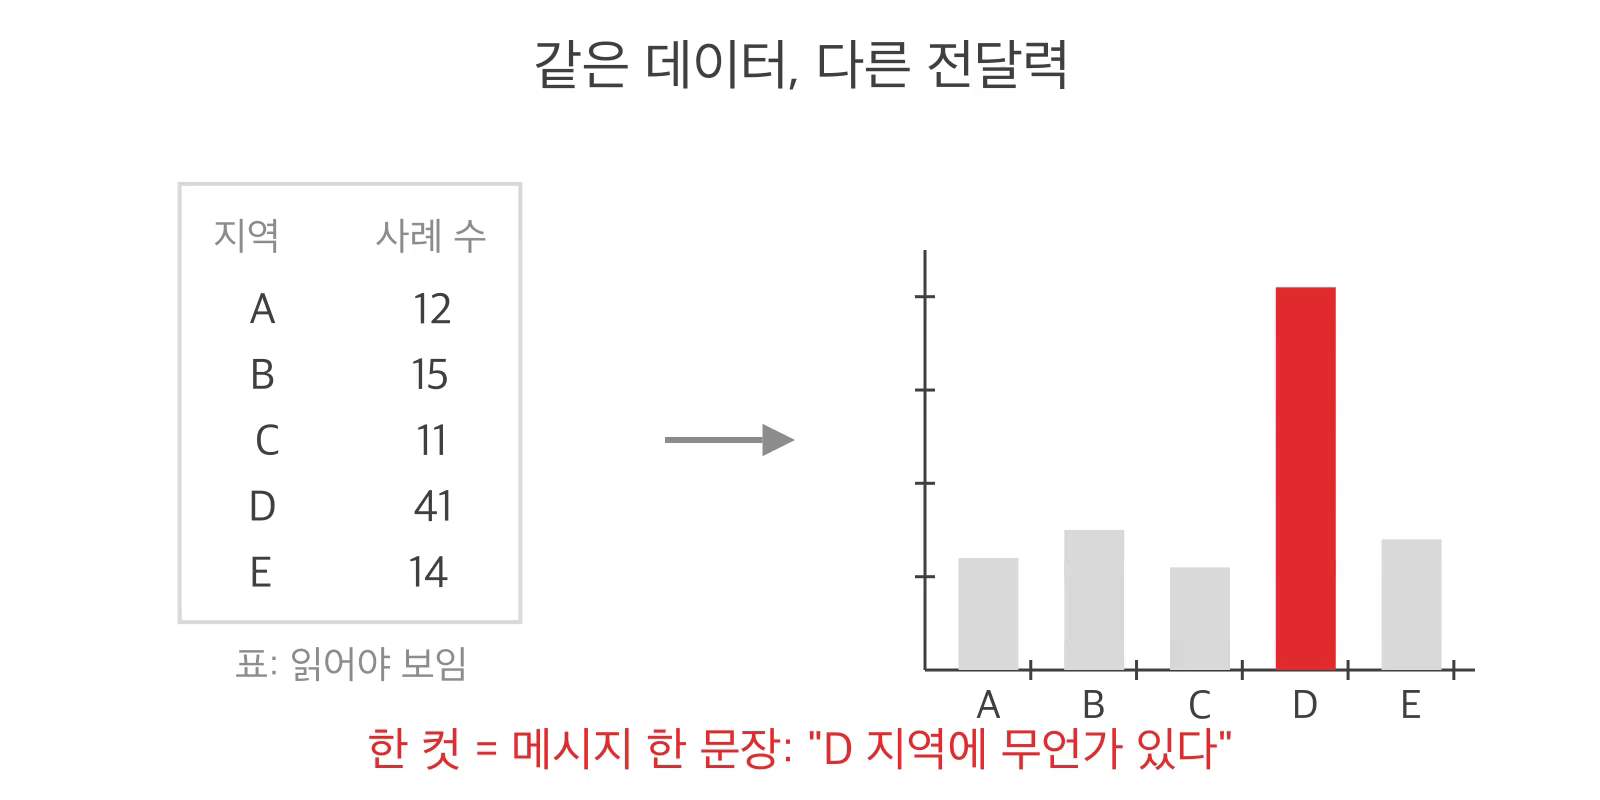 같은 데이터, 다른 전달력
지역 사례 수
A 12
B 15
C 11
D 41
E 14
표: 읽어야 보임
A B C D E
한 컷 = 메시지 한 문장: "D 지역에 무언가 있다"